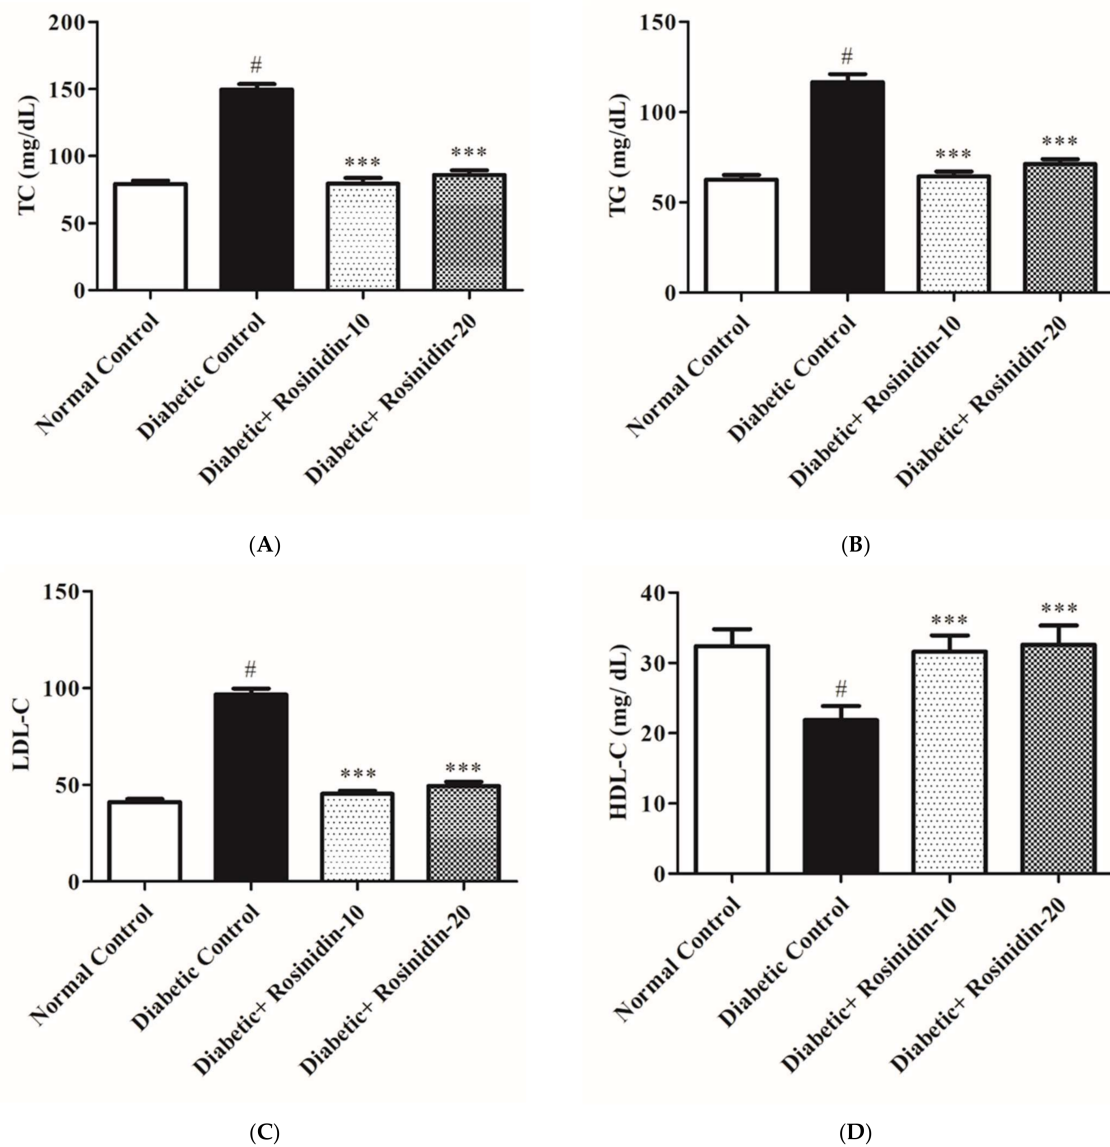 200
150
100
50
0
TC (mg/dL)
#
***
***
Normal Control
Diabetic Control
Diabetic+ Rosinidin-10
Diabetic+ Rosinidin-20
(A)
150
100
50
0
TG (mg/dL)
#
***
***
Normal Control
Diabetic Control
Diabetic+ Rosinidin-10
Diabetic+ Rosinidin-20
(B)
150
100
50
0
LDL-C
#
***
***
Normal Control
Diabetic Control
Diabetic+ Rosinidin-10
Diabetic+ Rosinidin-20
(C)
40
30
20
10
0
HDL-C (mg/ dL)
#
***
***
Normal Control
Diabetic Control
Diabetic+ Rosinidin-10
Diabetic+ Rosinidin-20
(D)